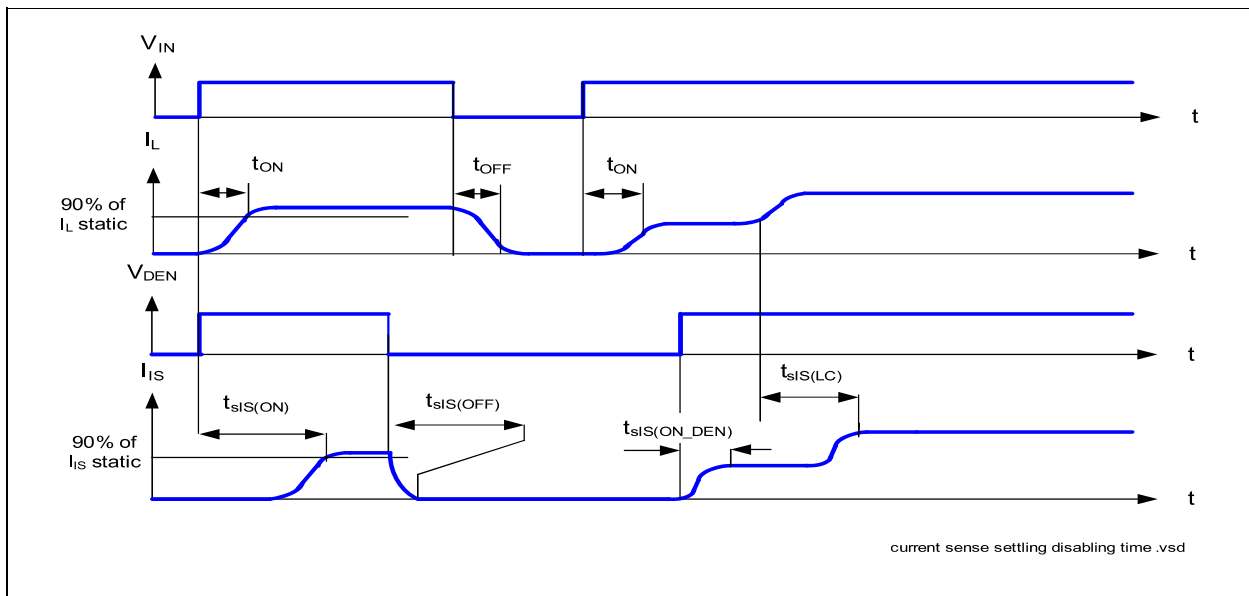 VIN
t
IL
tON
tOFF
tON
90% of
IL static
t
VDEN
t
IIS
tsIS(ON)
tsIS(OFF)
tsIS(LC)
tsIS(ON_DEN)
90% of
IIS static
t
current sense settling disabling time .vsd